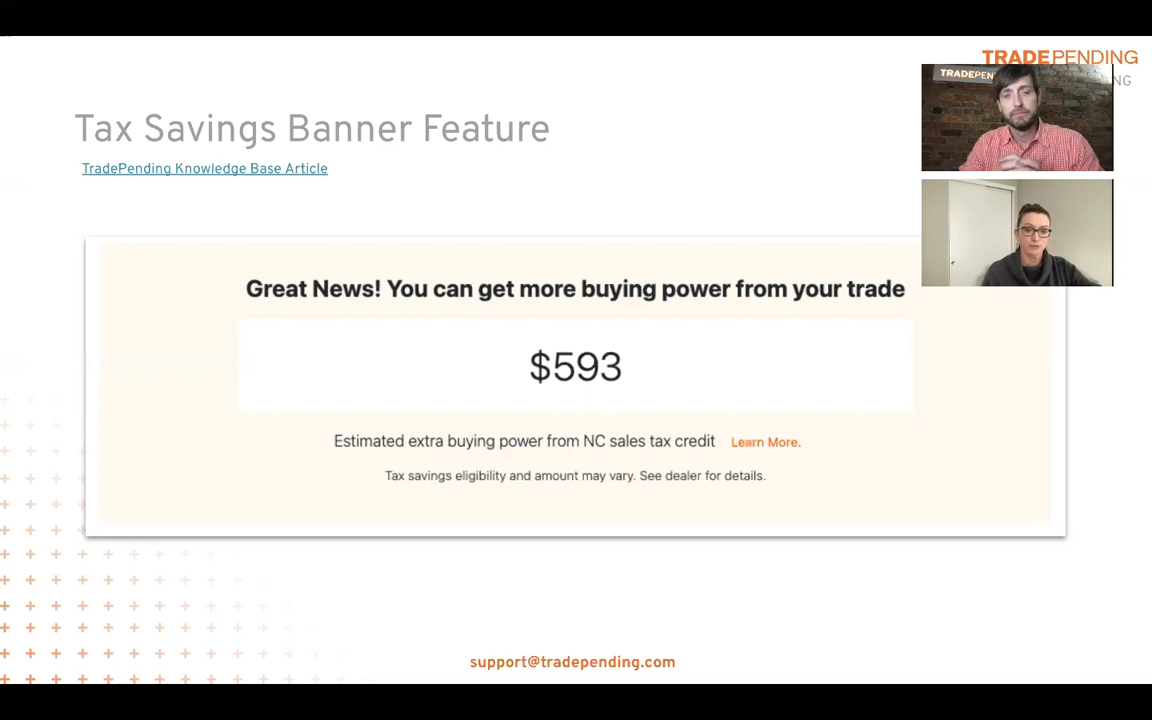 TRADEPENDING
TRADEPEN
NG
Tax Savings Banner Feature
TradePending Knowledge Base Article
Great News! You can get more buying power from your trade
$593
Estimated extra buying power from NC sales tax credit Learn More.
Tax savings eligibility and amount may vary. See dealer for details.
support@tradepending.com